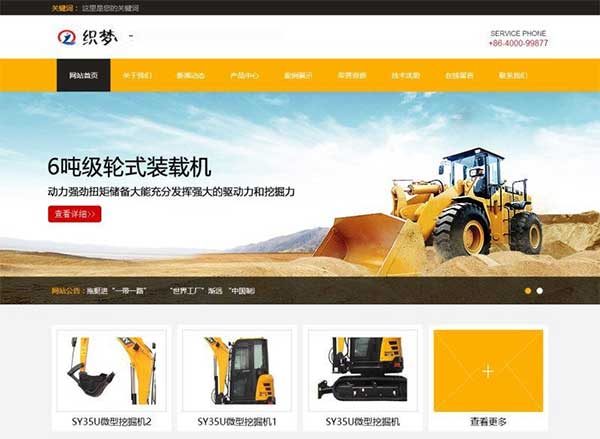 关键词： 这里是您的关键词
织梦 -
SERVICE PHONE
+86-4000-99877
网站首页 关于我们 新闻动态 产品中心 案例展示 荣誉资质 技术优势 在线留言 联系我们
6吨级轮式装载机
动力强劲扭矩储备大能充分发挥强大的驱动力和挖掘力
查看详细>>
网站公告：拖挺进“一带一路” “世界工厂”渐远 “中国制
SY35U微型挖掘机2 SY35U微型挖掘机1 SY35U微型挖掘机 查看更多